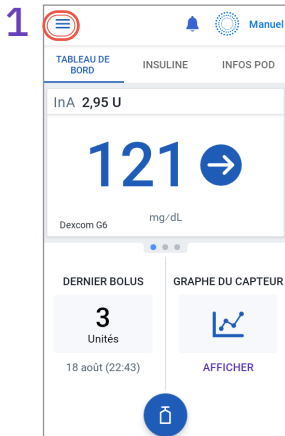 1
Manuel
TABLEAU DE
BORD
INSULINE
INFOS POD
InA 2,95 U
121
mg/dL
Dexcom G6
DERNIER BOLUS
GRAPHE DU CAPTEUR
3
Unités
18 août (22:43)
AFFICHER